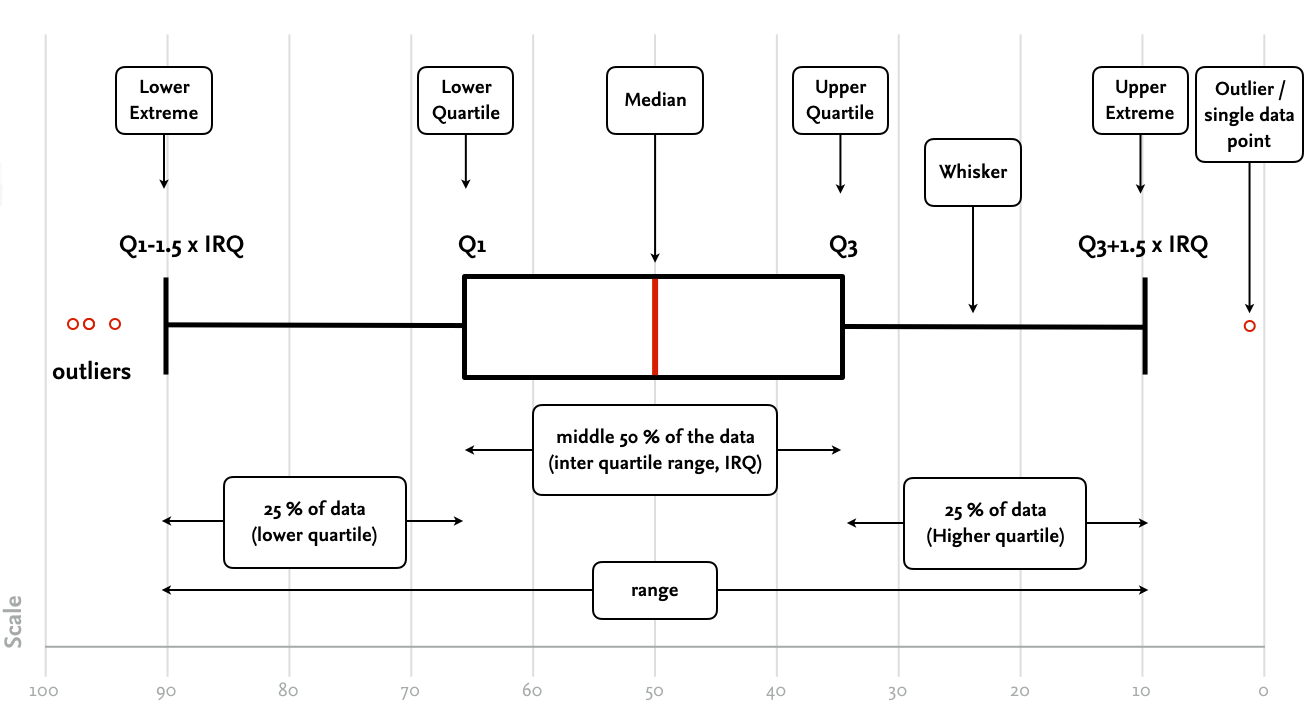 Lower
Extreme
Lower
Quartile
Median
Upper
Quartile
Whisker
Upper
Extreme
Outlier /
single data
point
Q1-1.5 x IRQ
Q1
Q3
Q3+1.5 x IRQ
outliers
middle 50 % of the data
(inter quartile range, IRQ)
25 % of data
(lower quartile)
25 % of data
(Higher quartile)
range
Scale
100 90 80 70 60 50 40 30 20 10 0